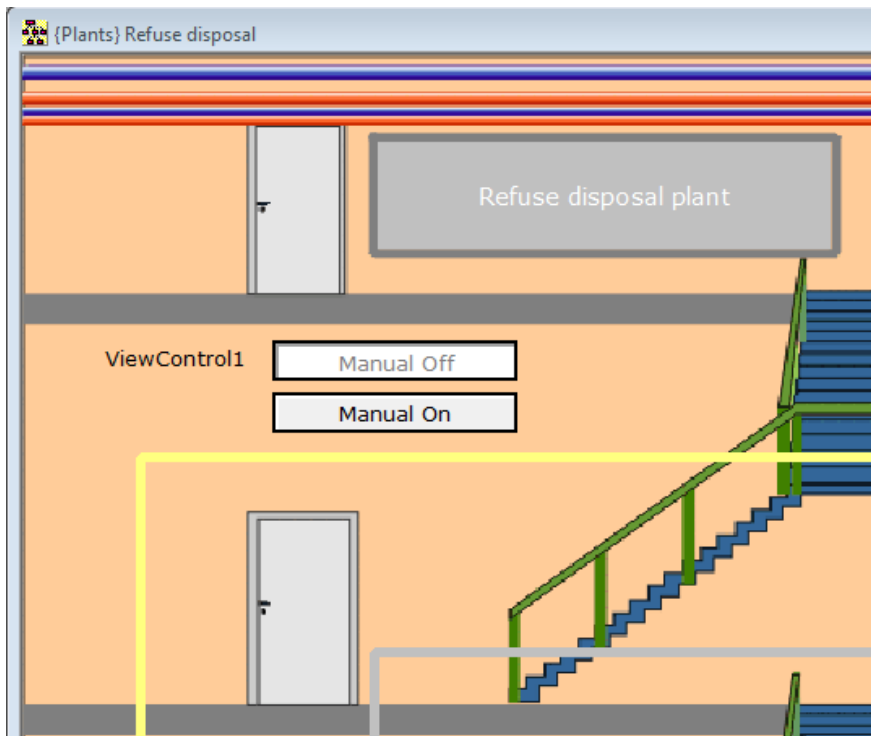 {Plants} Refuse disposal
Refuse disposal plant
ViewControl1
Manual Off
Manual On